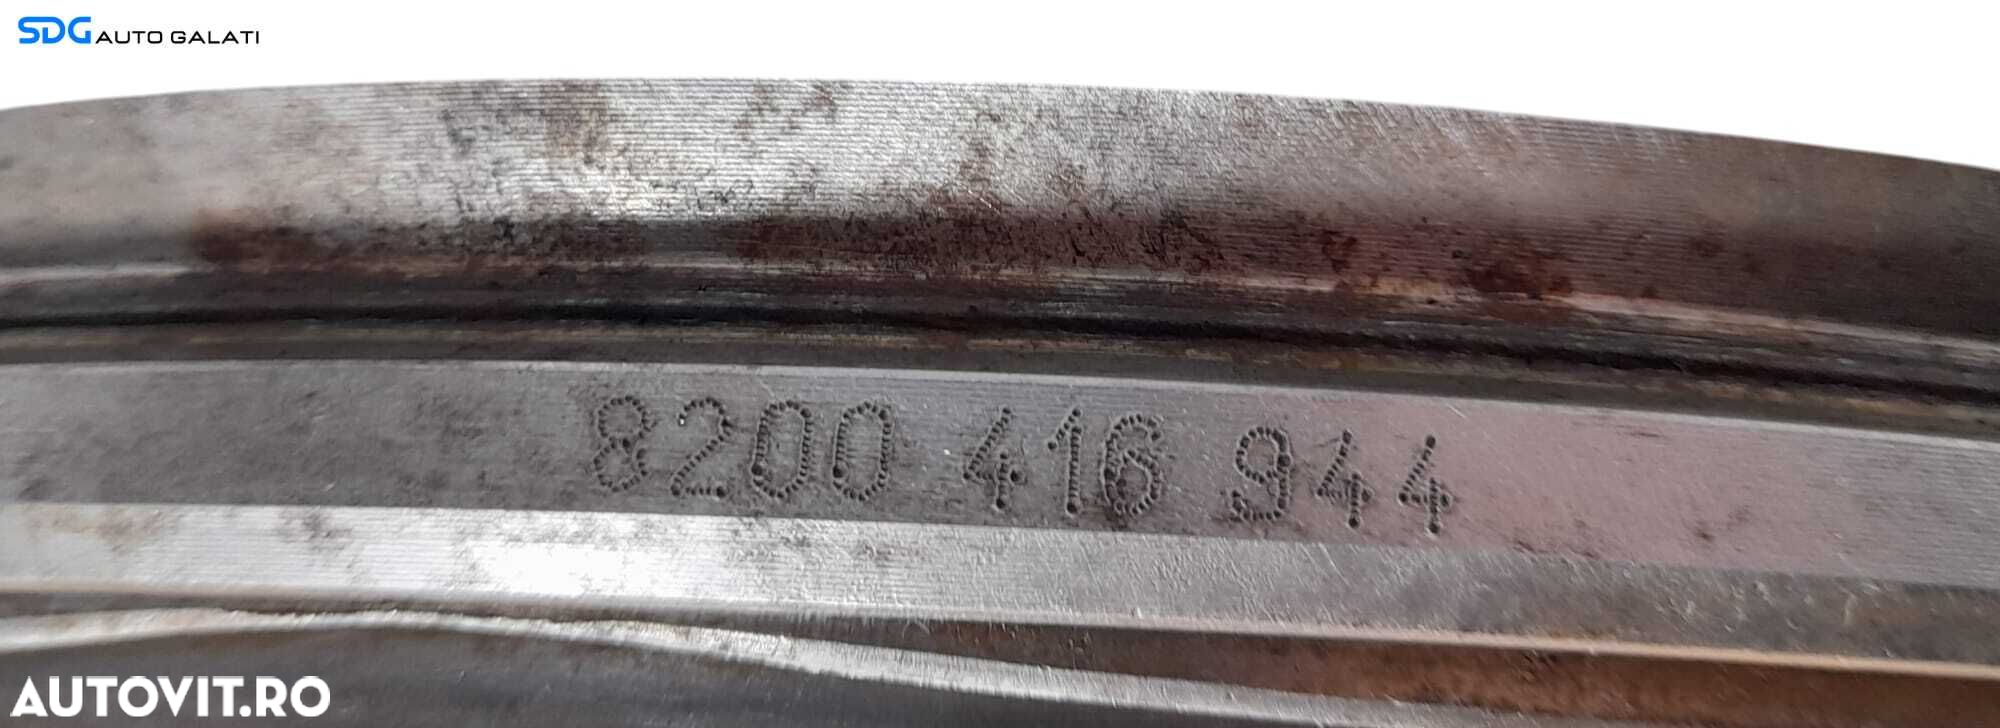 SDG AUTO GALATI
8200 416 944
AUTOVIT.RO